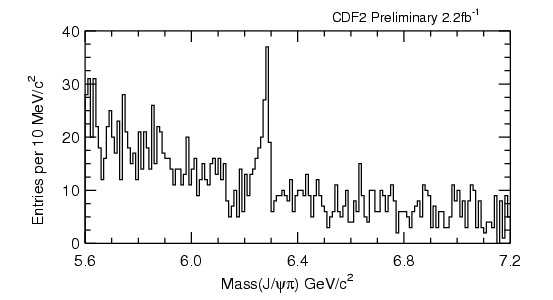 CDF2 Preliminary 2.2fb⁻¹
40
30
20
10
0
Entries per 10 MeV/c²
5.6 6.0 6.4 6.8 7.2
Mass(J/ψπ) GeV/c²